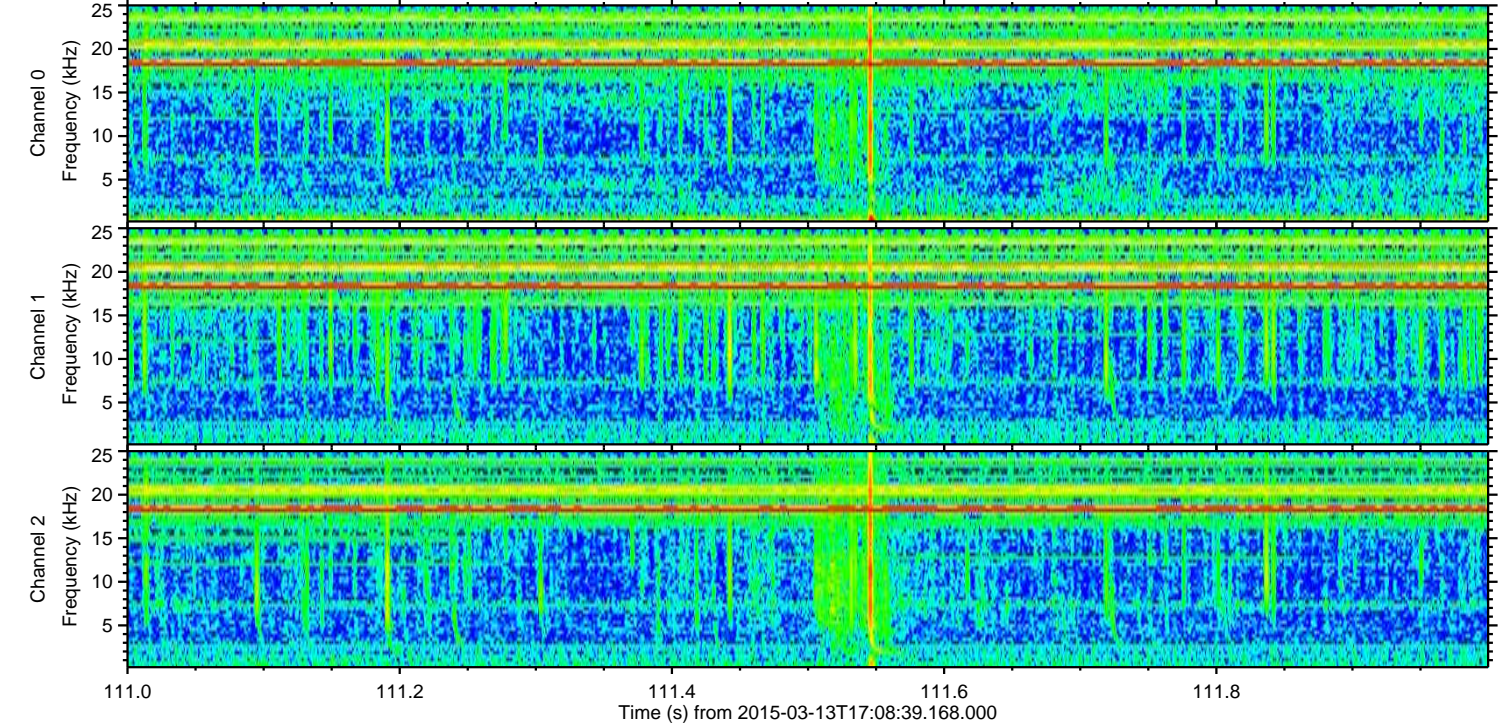 25
20
15
10
5
Channel 0
Frequency (kHz)
25
20
15
10
5
Channel 1
Frequency (kHz)
25
20
15
10
5
Channel 2
Frequency (kHz)
111.0 111.2 111.4 111.6 111.8
Time (s) from 2015-03-13T17:08:39.168.000